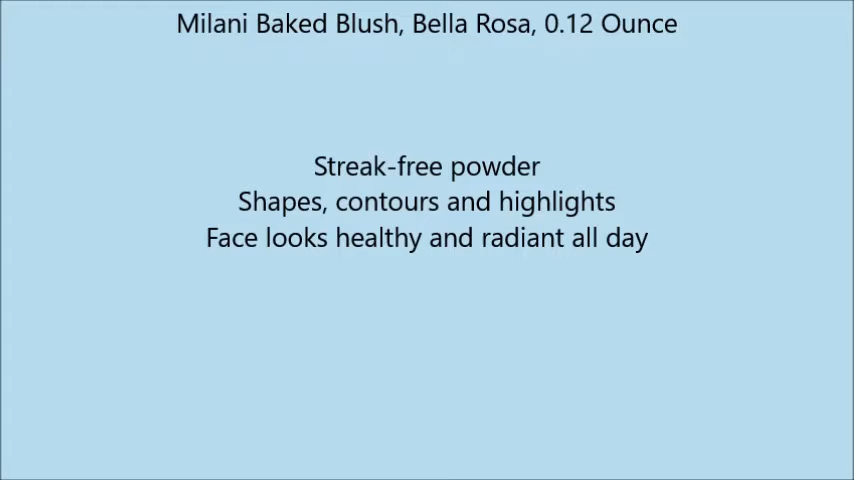 Milani Baked Blush, Bella Rosa, 0.12 Ounce
Streak-free powder
Shapes, contours and highlights
Face looks healthy and radiant all day